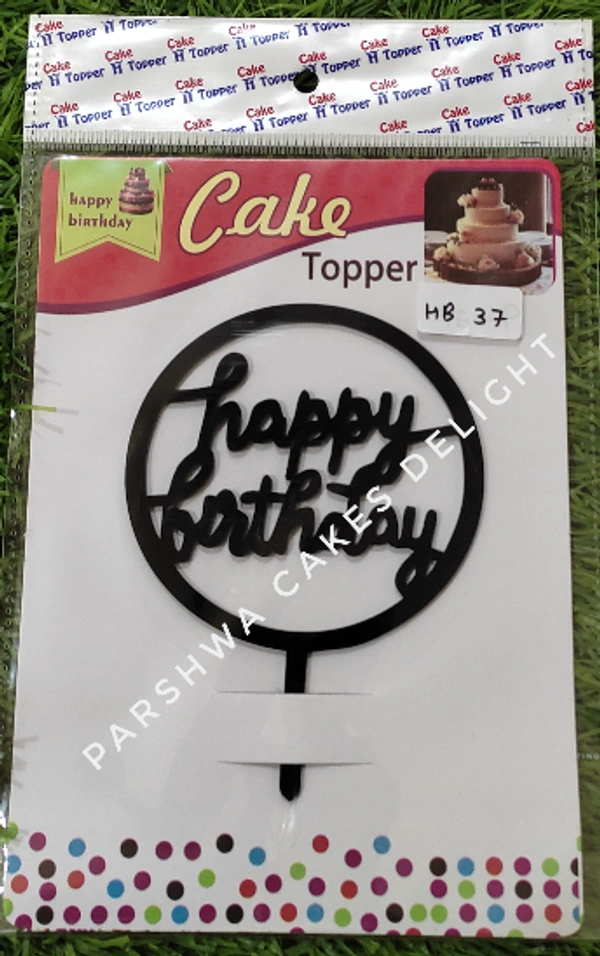 Cake 'N Topper
happy
birthday
Cake
Topper
HB 37
happy
birthday
PARSHWA CAKES DELIGHT